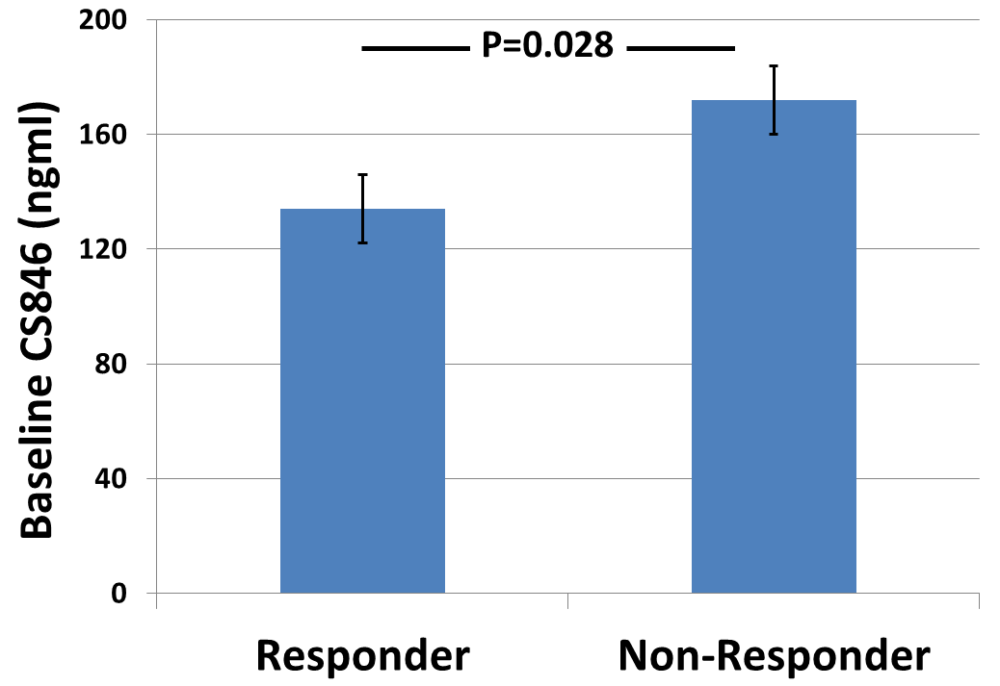 P=0.028
Baseline CS846 (ngml)
200
160
120
80
40
0
Responder
Non-Responder